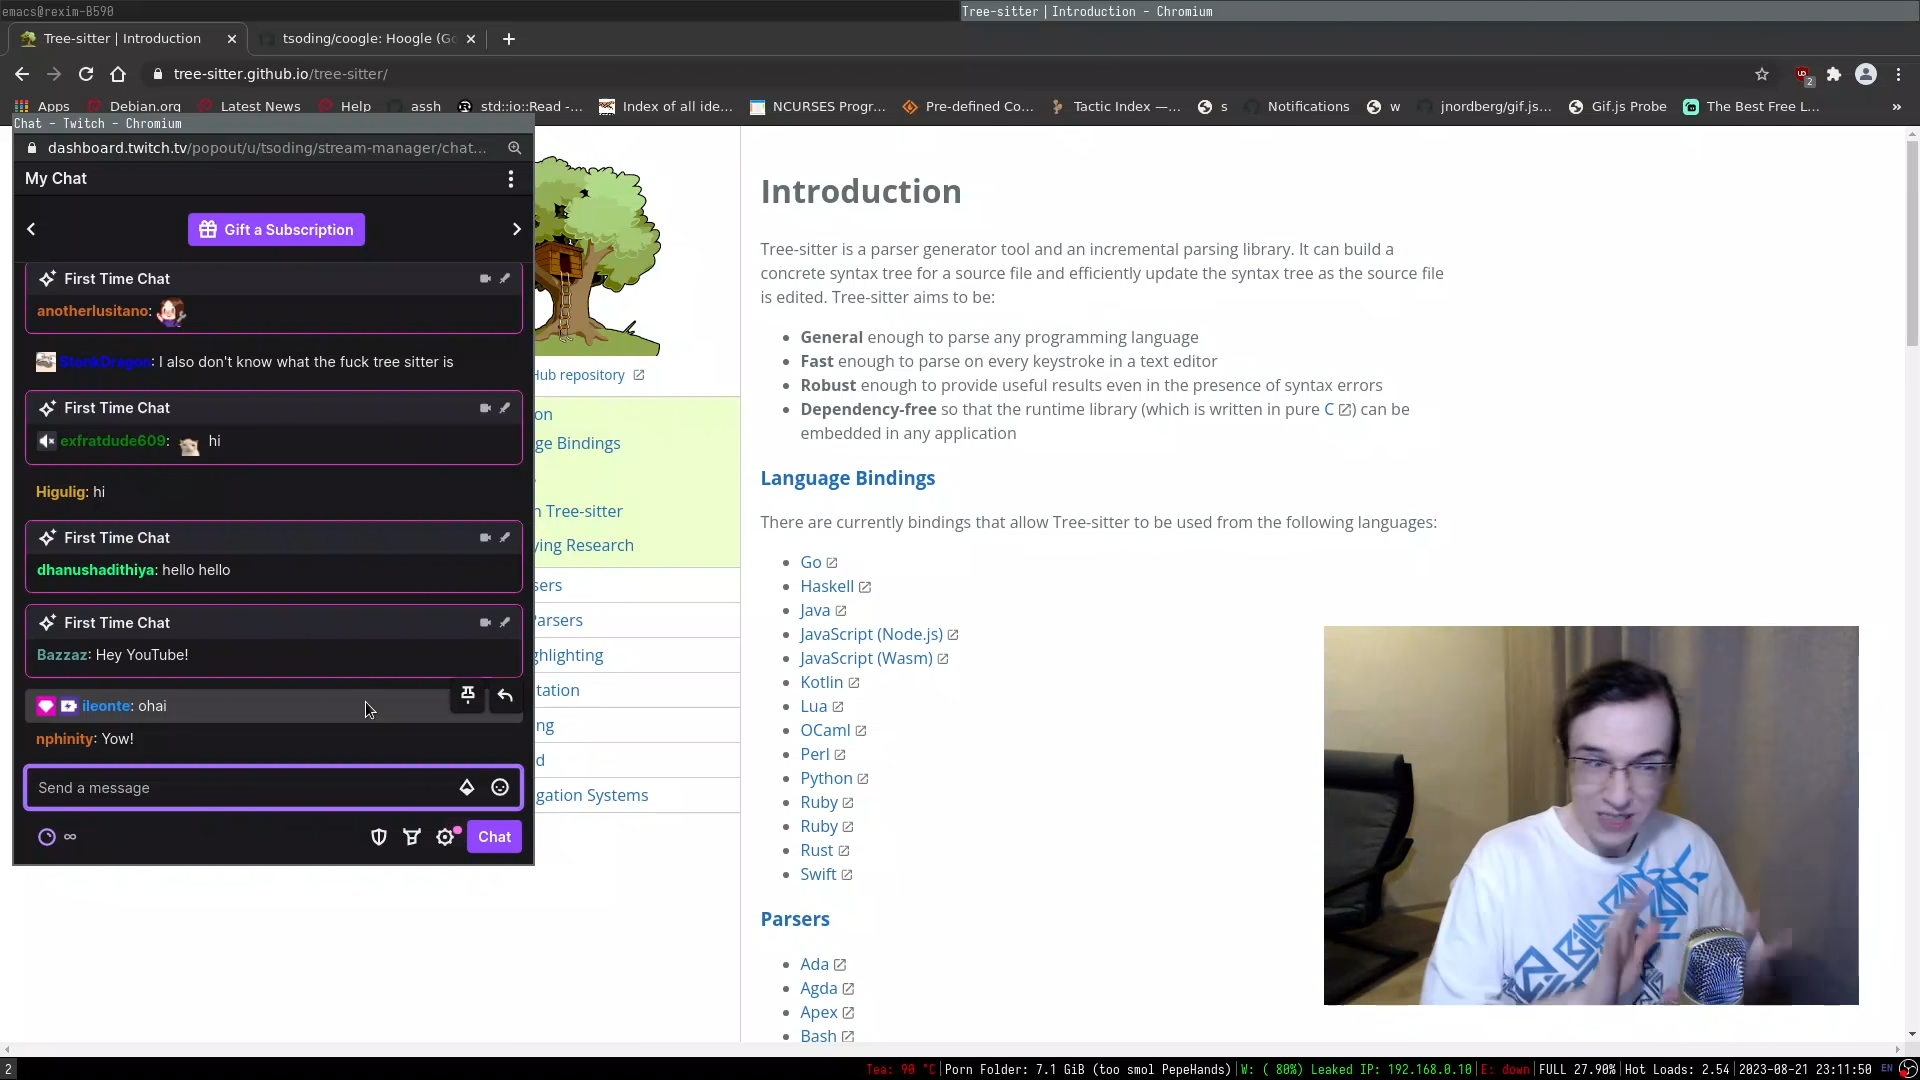 emacs@rexim-B590
Tree-sitter | Introduction - Chromium
Tree-sitter | Introduction
tsoding/coogle: Hoogle (Go
tree-sitter.github.io/tree-sitter/
2
Apps
Debian.org
Latest News
Help
assh
std::io::Read -...
Index of all ide...
NCURSES Progr...
Pre-defined Co...
Tactic Index —...
s
Notifications
w
jnordberg/gif.js...
Gif.js Probe
The Best Free L...
»
Chat - Twitch - Chromium
dashboard.twitch.tv/popout/u/tsoding/stream-manager/chat...
My Chat
Gift a Subscription
First Time Chat
anotherlusitano:
StonkDragon: I also don't know what the fuck tree sitter is
First Time Chat
exfratdude609: hi
Higulig: hi
First Time Chat
dhanushadithiya: hello hello
First Time Chat
Bazzaz: Hey YouTube!
ileonte: ohai
nphinity: Yow!
Send a message
∞
Chat
Hub repository
on
ge Bindings
n Tree-sitter
ying Research
sers
Parsers
ghlighting
tation
ng
d
gation Systems
Introduction
Tree-sitter is a parser generator tool and an incremental parsing library. It can build a
concrete syntax tree for a source file and efficiently update the syntax tree as the source file
is edited. Tree-sitter aims to be:
General enough to parse any programming language
Fast enough to parse on every keystroke in a text editor
Robust enough to provide useful results even in the presence of syntax errors
Dependency-free so that the runtime library (which is written in pure C) can be
embedded in any application
Language Bindings
There are currently bindings that allow Tree-sitter to be used from the following languages:
Go
Haskell
Java
JavaScript (Node.js)
JavaScript (Wasm)
Kotlin
Lua
OCaml
Perl
Python
Ruby
Ruby
Rust
Swift
Parsers
Ada
Agda
Apex
Bash
2
Tea: 90 °C|Porn Folder: 7.1 GiB (too smol PepeHands)|W: ( 80%) Leaked IP: 192.168.0.10|E: down|FULL 27.90%|Hot Loads: 2.54|2023-08-21 23:11:50 EN